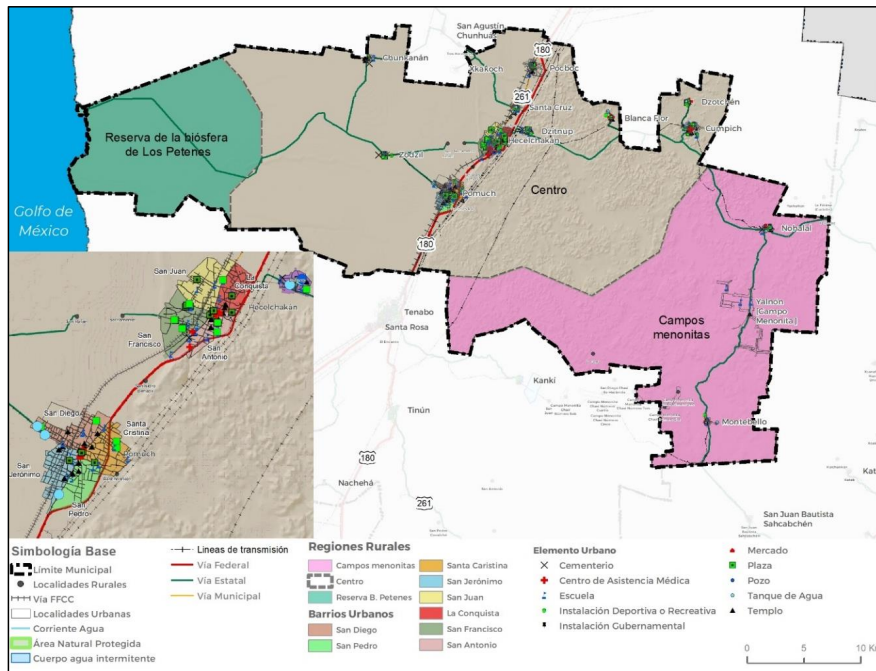 San Agustín
Chunhuas
180
Chunkanán
Xkakoch
Pocboc
261
Santa Cruz
Dzotchén
Blanca Flor
Cumpich
Dzitnup
Hecelchakán
Reserva de la biósfera
de Los Petenes
Zodzil
Pomuch
Centro
Golfo de
México
180
Nohalal
San Juan
La
Conquista
Hecelchakan
San
Francisco
San
Antonio
Tenabo
Santa Rosa
Yalnon
[Campo
Menonita]
Campos
menonitas
Kankí
San Diego
Santa
Cristina
Pomuch
San
Jerónimo
San
Pedro
Tinún
Montebello
180
Nachehá
261
San Juan Bautista
Sahcabchén
Simbología Base
Límite Municipal
Localidades Rurales
Vía FFCC
Localidades Urbanas
Corriente Agua
Área Natural Protegida
Cuerpo agua intermitente
Lineas de transmisión
Vía Federal
Vía Estatal
Vía Municipal
Regiones Rurales
Campos menonitas
Centro
Reserva B. Petenes
Barrios Urbanos
San Diego
San Pedro
Santa Caristina
San Jerónimo
San Juan
La Conquista
San Francisco
San Antonio
Elemento Urbano
Cementerio
Centro de Asistencia Médica
Escuela
Instalación Deportiva o Recreativa
Instalación Gubernamental
Mercado
Plaza
Pozo
Tanque de Agua
Templo
0 5 10 K